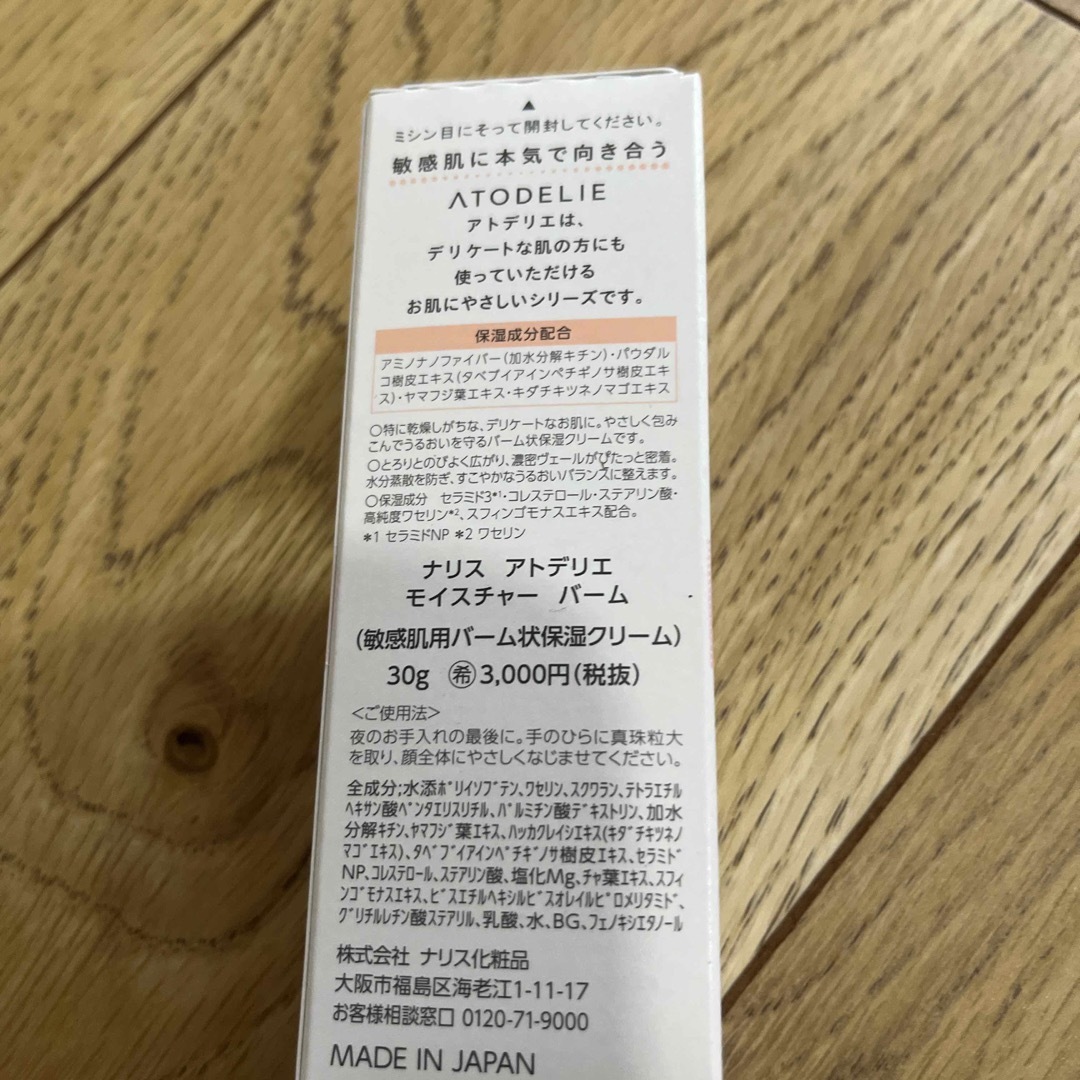 ▲
ミシン目にそって開封してください。
敏感肌に本気で向き合う
ATODELIE
アトデリエは、
デリケートな肌の方にも
使っていただける
お肌にやさしいシリーズです。
保湿成分配合
アミノナノファイバー(加水分解キチン)・パウダル
コ樹皮エキス(タベブイアインペチギノサ樹皮エキ
ス)・ヤマフジ葉エキス・キダチキツネノマゴエキス
○特に乾燥しがちな、デリケートなお肌に。やさしく包み
こんでうるおいを守るバーム状保湿クリームです。
○とろりとのびよく広がり、濃密ヴェールがぴたっと密着。
水分蒸散を防ぎ、すこやかなうるおいバランスに整えます。
○保湿成分 セラミド3*1・コレステロール・ステアリン酸・
高純度ワセリン*2、スフィンゴモナスエキス配合。
*1 セラミドNP *2 ワセリン
ナリス アトデリエ
モイスチャー バーム
(敏感肌用バーム状保湿クリーム)
30g ㊒3,000円(税抜)
<ご使用法>
夜のお手入れの最後に。手のひらに真珠粒大
を取り、顔全体にやさしくなじませてください。
全成分;水添ポリイソブテン、ワセリン、スクワラン、テトラエチル
ヘキサン酸ペンタエリスリチル、パルミチン酸デキストリン、加水
分解キチン、ヤマフジ葉エキス、ハッカクレイシエキス(キダチキツネノ
マゴエキス)、タベブイアインペチギノサ樹皮エキス、セラミド
NP、コレステロール、ステアリン酸、塩化Mg、チャ葉エキス、スフィ
ンゴモナスエキス、ビスエチルヘキシルビスオレイルピロメリタミド、
グリチルレチン酸ステアリル、乳酸、水、BG、フェノキシエタノール
株式会社 ナリス化粧品
大阪市福島区海老江1-11-17
お客様相談窓口 0120-71-9000
MADE IN JAPAN